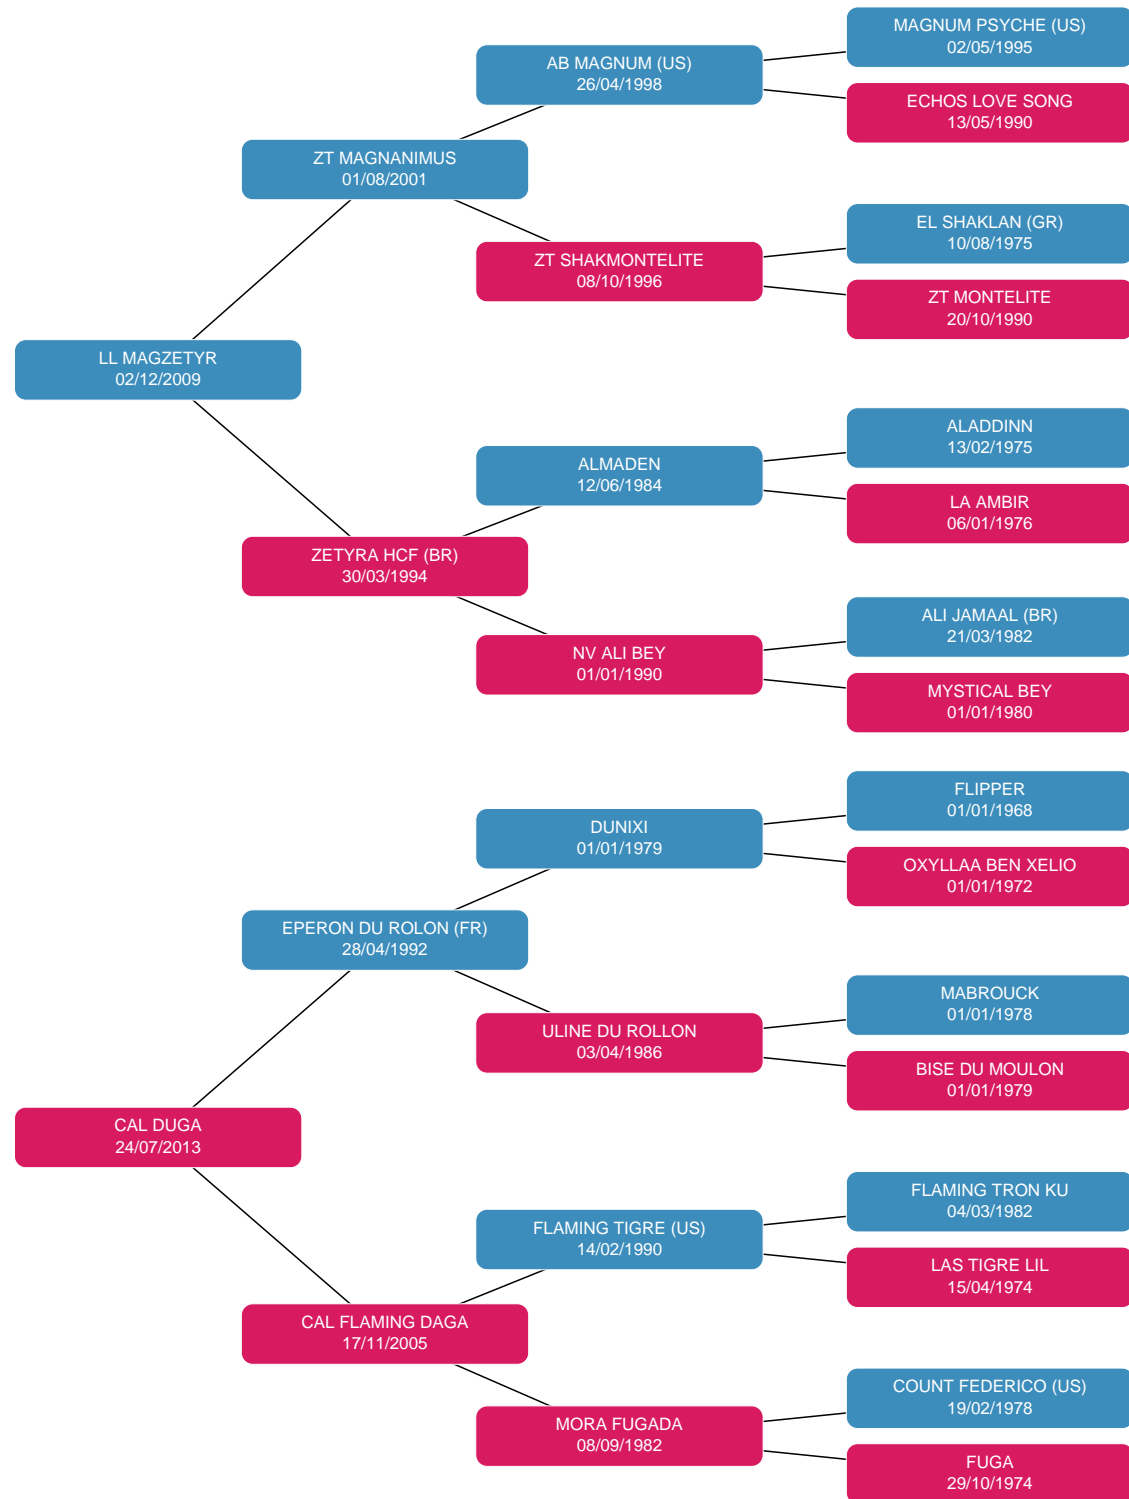 MAGNUM PSYCHE (US)
02/05/1995
AB MAGNUM (US)
26/04/1998
ECHOS LOVE SONG
13/05/1990
ZT MAGNANIMUS
01/08/2001
EL SHAKLAN (GR)
10/08/1975
ZT SHAKMONTELITE
08/10/1996
ZT MONTELITE
20/10/1990
LL MAGZETYR
02/12/2009
ALADDINN
13/02/1975
ALMADEN
12/06/1984
LA AMBIR
06/01/1976
ZETYRA HCF (BR)
30/03/1994
ALI JAMAAL (BR)
21/03/1982
NV ALI BEY
01/01/1990
MYSTICAL BEY
01/01/1980
FLIPPER
01/01/1968
DUNIXI
01/01/1979
OXYLLAA BEN XELIO
01/01/1972
EPERON DU ROLON (FR)
28/04/1992
MABROUCK
01/01/1978
ULINE DU ROLLON
03/04/1986
BISE DU MOULON
01/01/1979
CAL DUGA
24/07/2013
FLAMING TRON KU
04/03/1982
FLAMING TIGRE (US)
14/02/1990
LAS TIGRE LIL
15/04/1974
CAL FLAMING DAGA
17/11/2005
COUNT FEDERICO (US)
19/02/1978
MORA FUGADA
08/09/1982
FUGA
29/10/1974